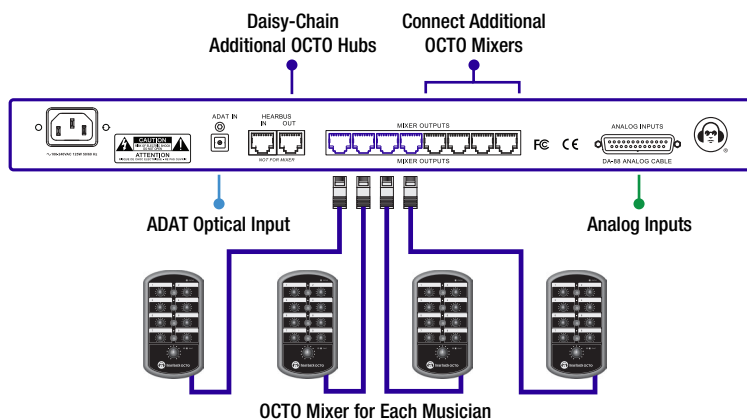 Daisy-Chain
Additional OCTO Hubs
Connect Additional
OCTO Mixers
ADAT IN
HEARBUS
IN OUT
NOT FOR MIXER
MIXER OUTPUTS
MIXER OUTPUTS
ANALOG INPUTS
DA-88 ANALOG CABLE
CAUTION
ATTENTION
FC CE
®
ADAT Optical Input
Analog Inputs
OCTO Mixer for Each Musician